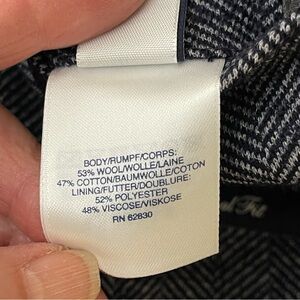 BODY/RUMPF/CORPS:
53% WOOL/WOLLE/LAINE
47% COTTON/BAUMWOLLE/COTON
LINING/FUTTER/DOUBLURE:
52% POLYESTER
48% VISCOSE/VISKOSE
RN 62830